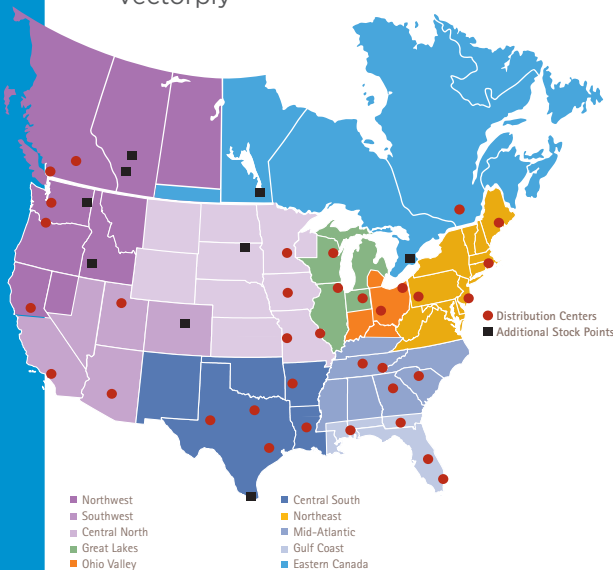 vectorply
Distribution Centers
Additional Stock Points
Northwest
Southwest
Central North
Great Lakes
Ohio Valley
Central South
Northeast
Mid-Atlantic
Gulf Coast
Eastern Canada